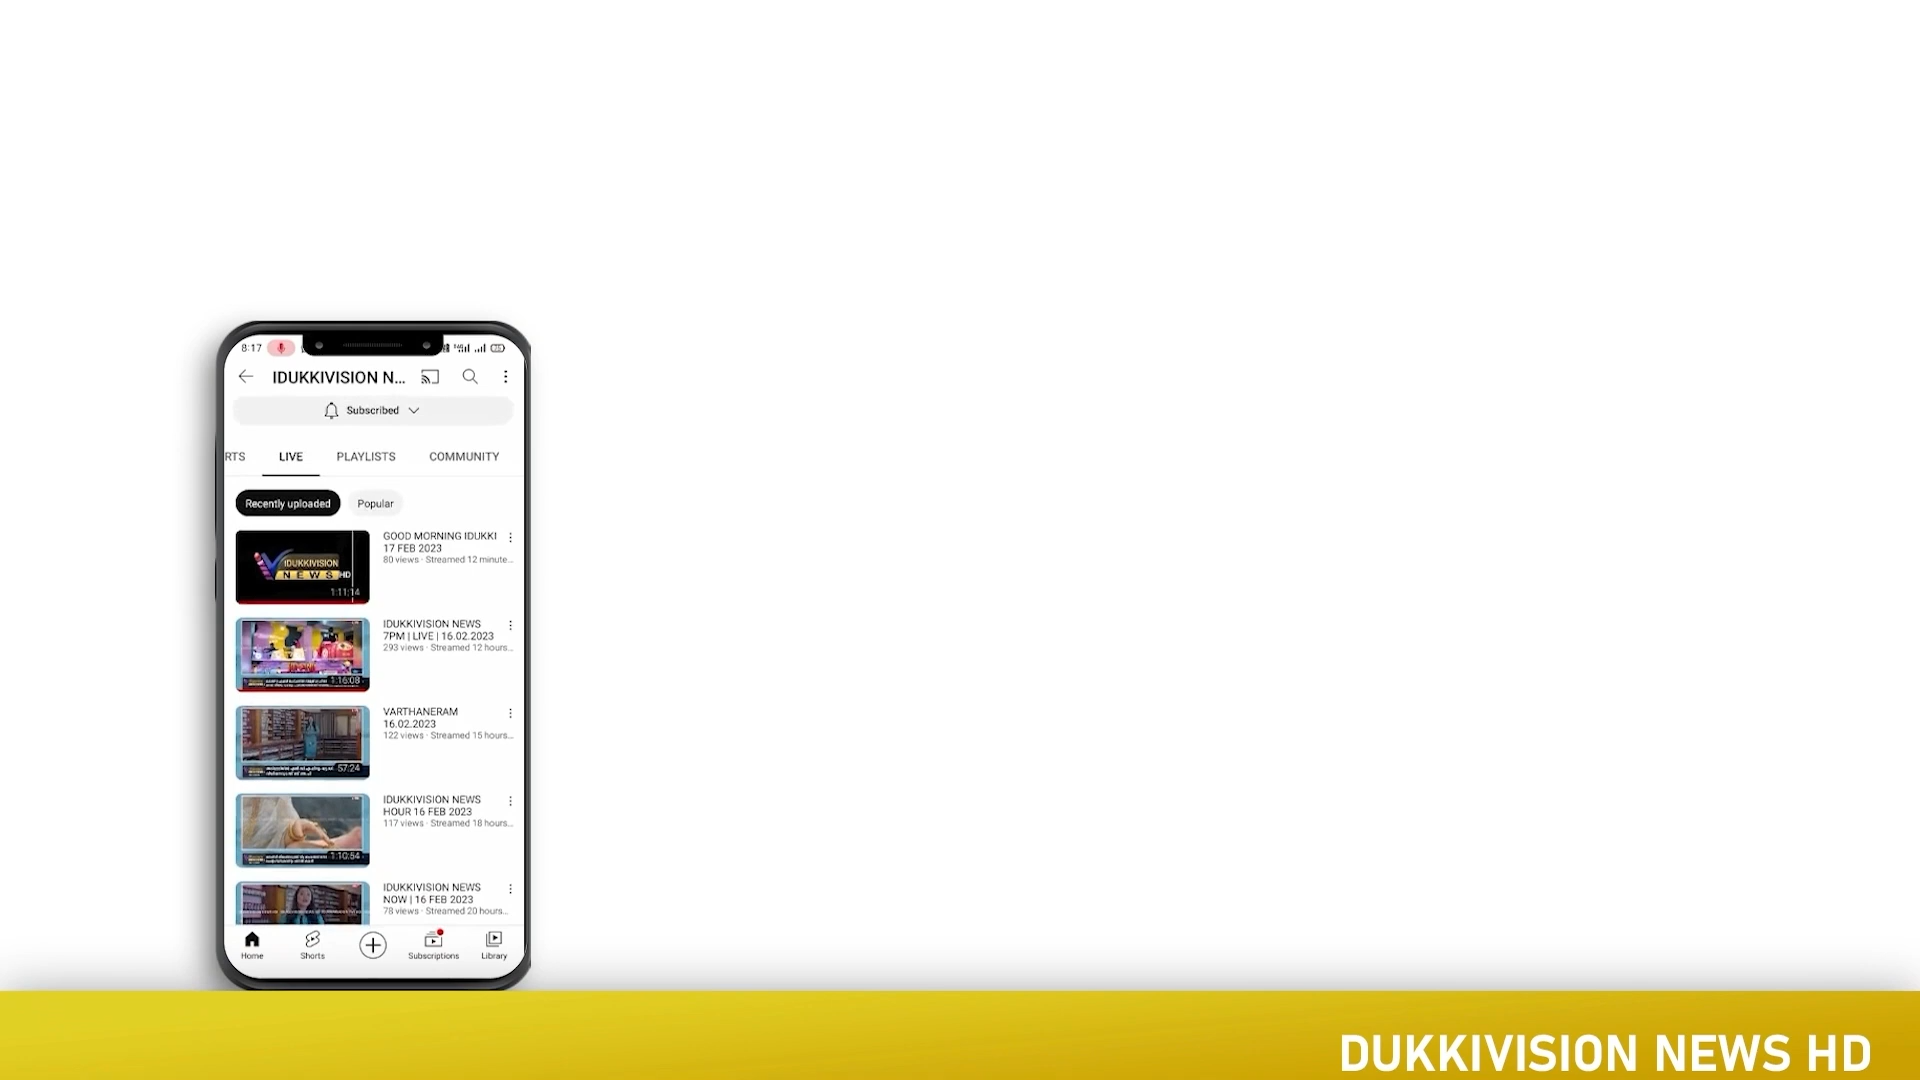 8:17
IDUKKIVISION N...
Subscribed
RTS LIVE PLAYLISTS COMMUNITY
Recently uploaded Popular
IDUKKIVISION
NEWS HD
1:11:14
GOOD MORNING IDUKKI
17 FEB 2023
80 views · Streamed 12 minute...
1:16:08
IDUKKIVISION NEWS
7PM | LIVE | 16.02.2023
293 views · Streamed 12 hours...
57:24
VARTHANERAM
16.02.2023
122 views · Streamed 15 hours...
1:10:54
IDUKKIVISION NEWS
HOUR 16 FEB 2023
117 views · Streamed 18 hours...
IDUKKIVISION NEWS
NOW | 16 FEB 2023
78 views · Streamed 20 hours...
Home Shorts Subscriptions Library
DUKKIVISION NEWS HD